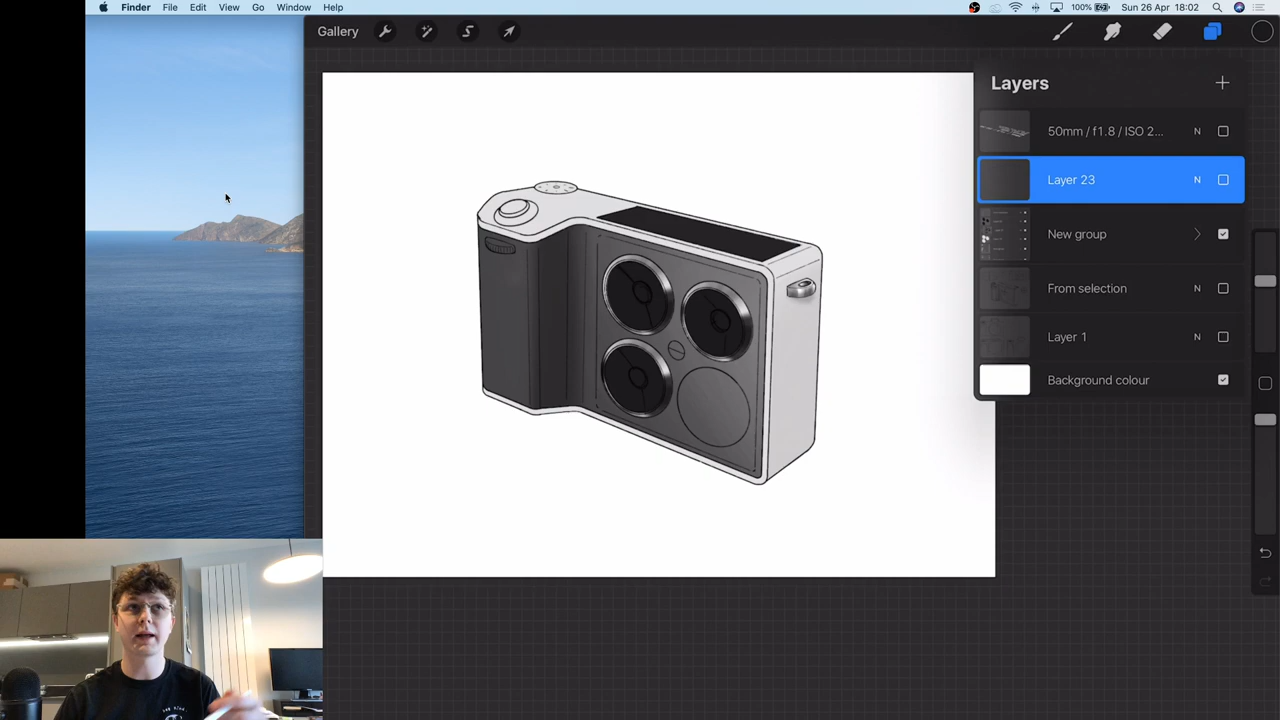 Finder File Edit View Go Window Help 100% Sun 26 Apr 18:02
Gallery
Layers
50mm / f1.8 / ISO 2... N
Layer 23 N
New group
From selection N
Layer 1 N
Background colour